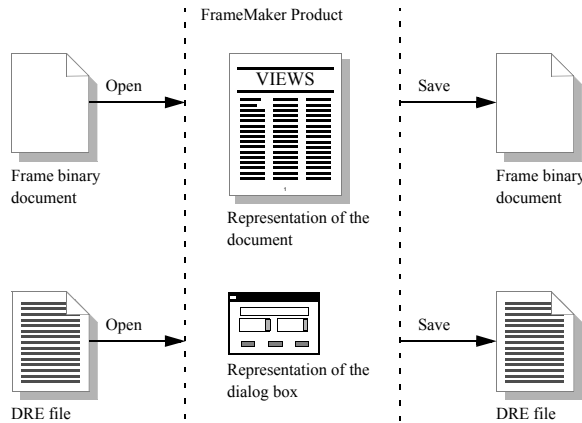 FrameMaker Product
Open
VIEWS
Save
1
Frame binary
document
Representation of the
document
Frame binary
document
Open
Save
Representation of the
dialog box
DRE file
DRE file